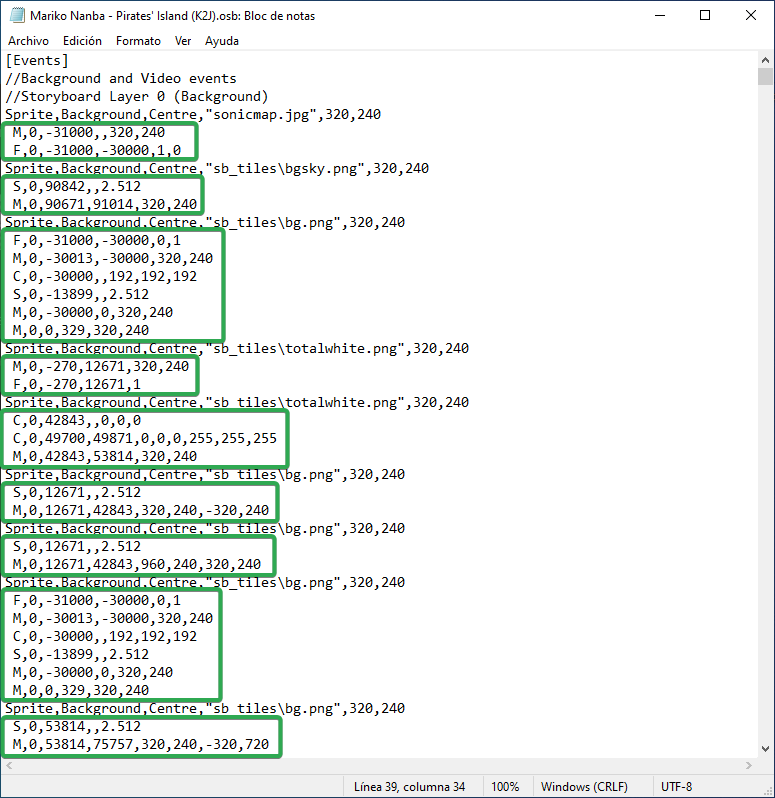 Mariko Nanba - Pirates' Island (K2J).osb: Bloc de notas
Archivo Edición Formato Ver Ayuda
[Events]
//Background and Video events
//Storyboard Layer 0 (Background)
Sprite,Background,Centre,"sonicmap.jpg",320,240
 M,0,-31000,,320,240
 F,0,-31000,-30000,1,0
Sprite,Background,Centre,"sb_tiles\bgsky.png",320,240
 S,0,90842,,2.512
 M,0,90671,91014,320,240
Sprite,Background,Centre,"sb_tiles\bg.png",320,240
 F,0,-31000,-30000,0,1
 M,0,-30013,-30000,320,240
 C,0,-30000,,192,192,192
 S,0,-13899,,2.512
 M,0,-30000,0,320,240
 M,0,0,329,320,240
Sprite,Background,Centre,"sb_tiles\totalwhite.png",320,240
 M,0,-270,12671,320,240
 F,0,-270,12671,1
Sprite,Background,Centre,"sb_tiles\totalwhite.png",320,240
 C,0,42843,,0,0,0
 C,0,49700,49871,0,0,0,255,255,255
 M,0,42843,53814,320,240
Sprite,Background,Centre,"sb_tiles\bg.png",320,240
 S,0,12671,,2.512
 M,0,12671,42843,320,240,-320,240
Sprite,Background,Centre,"sb_tiles\bg.png",320,240
 S,0,12671,,2.512
 M,0,12671,42843,960,240,320,240
Sprite,Background,Centre,"sb_tiles\bg.png",320,240
 F,0,-31000,-30000,0,1
 M,0,-30013,-30000,320,240
 C,0,-30000,,192,192,192
 S,0,-13899,,2.512
 M,0,-30000,0,320,240
 M,0,0,329,320,240
Sprite,Background,Centre,"sb_tiles\bg.png",320,240
 S,0,53814,,2.512
 M,0,53814,75757,320,240,-320,720
Línea 39, columna 34 100% Windows (CRLF) UTF-8